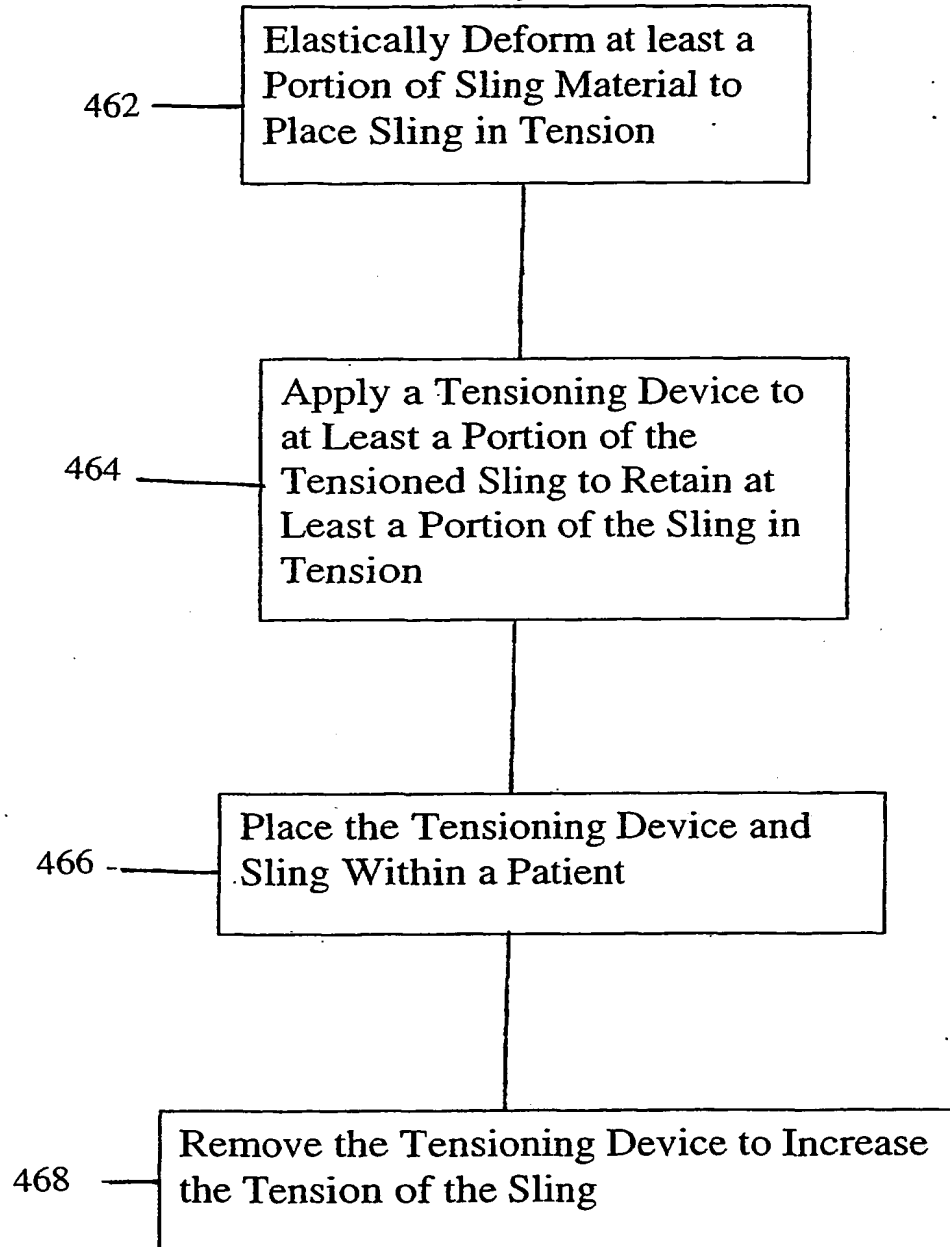 Elastically Deform at least a
Portion of Sling Material to
Place Sling in Tension
462
Apply a Tensioning Device to
at Least a Portion of the
Tensioned Sling to Retain at
Least a Portion of the Sling in
Tension
464
Place the Tensioning Device and
Sling Within a Patient
466
Remove the Tensioning Device to Increase
the Tension of the Sling
468